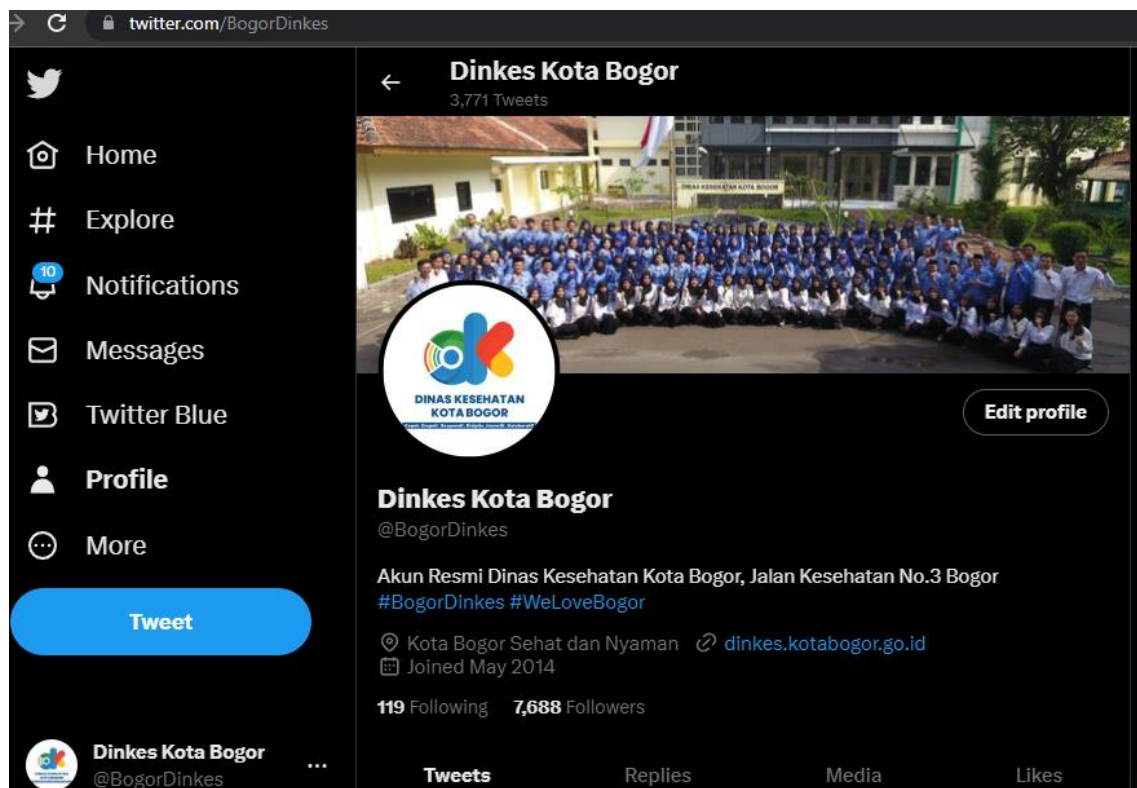 twitter.com/BogorDinkes
Dinkes Kota Bogor
3,771 Tweets
DINAS KESEHATAN KOTA BOGOR
Home
Explore
10
Notifications
Messages
Twitter Blue
Profile
More
Tweet
Dinkes Kota Bogor
@BogorDinkes
DINAS KESEHATAN
KOTA BOGOR
Edit profile
Dinkes Kota Bogor
@BogorDinkes
Akun Resmi Dinas Kesehatan Kota Bogor, Jalan Kesehatan No.3 Bogor
#BogorDinkes #WeLoveBogor
Kota Bogor Sehat dan Nyaman dinkes.kotabogor.go.id
Joined May 2014
119 Following 7,688 Followers
Tweets Replies Media Likes